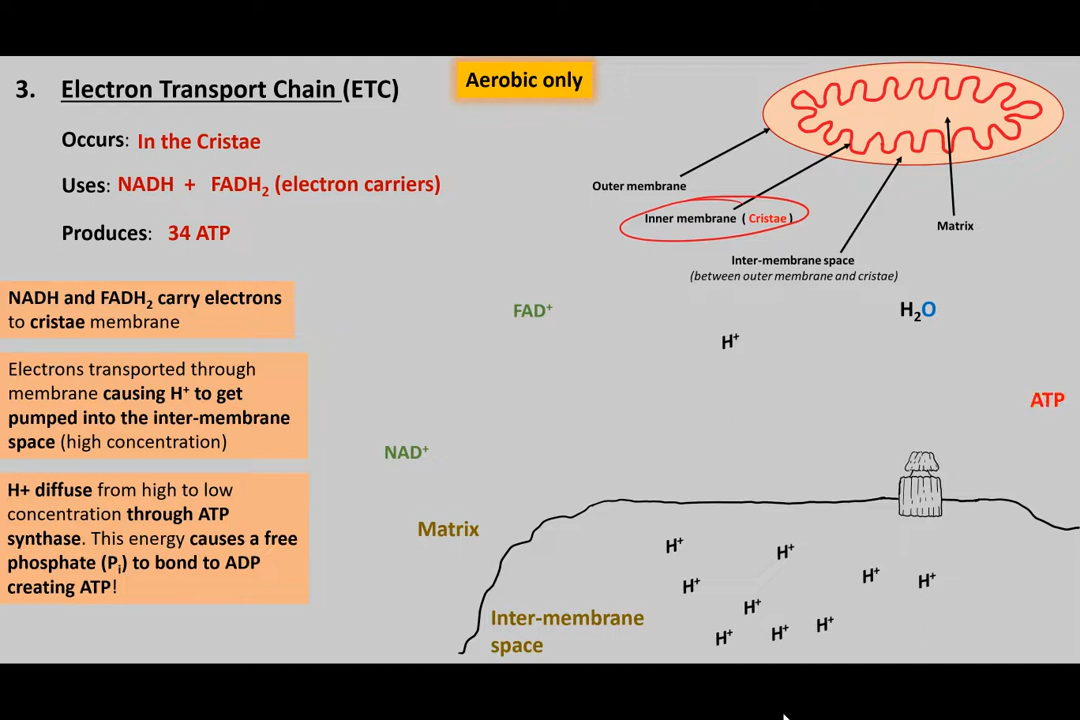 3. Electron Transport Chain (ETC)
Aerobic only
Occurs: In the Cristae
Uses: NADH + FADH₂ (electron carriers)
Produces: 34 ATP
Outer membrane
Inner membrane ( Cristae )
Matrix
Inter-membrane space
(between outer membrane and cristae)
NADH and FADH₂ carry electrons
to cristae membrane
Electrons transported through
membrane causing H⁺ to get
pumped into the inter-membrane
space (high concentration)
H+ diffuse from high to low
concentration through ATP
synthase. This energy causes a free
phosphate (Pᵢ) to bond to ADP
creating ATP!
FAD⁺
H₂O
H⁺
ATP
NAD⁺
Matrix
H⁺
H⁺
H⁺
H⁺
H⁺
H⁺
H⁺
H⁺
H⁺
Inter-membrane
space